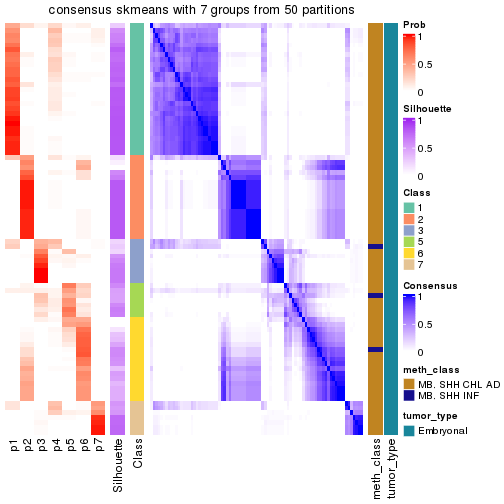 consensus skmeans with 7 groups from 50 partitions
Prob
1
0.5
0
Silhouette
1
0.5
0
Class
1
2
3
5
6
7
Consensus
1
0.5
0
meth_class
MB. SHH CHL AD
MB. SHH INF
tumor_type
Embryonal
p1
p2
p3
p4
p5
p6
p7
Silhouette
Class
meth_class
tumor_type